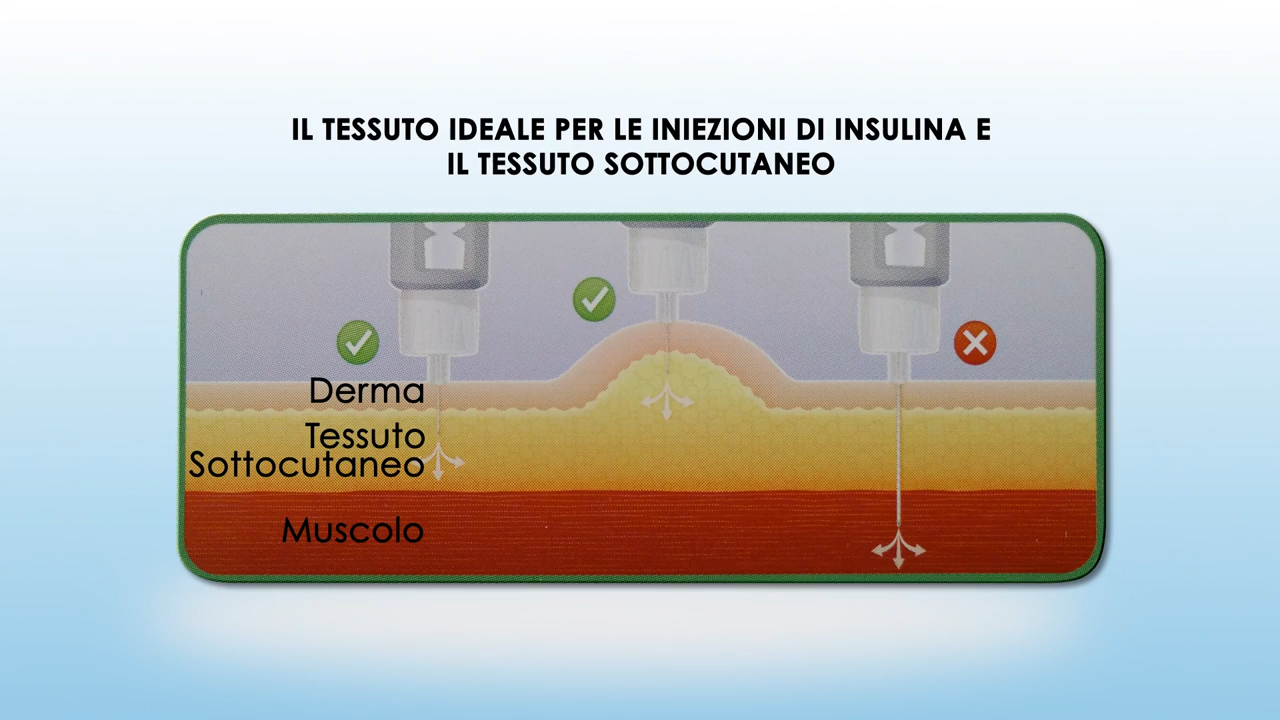 IL TESSUTO IDEALE PER LE INIEZIONI DI INSULINA E
IL TESSUTO SOTTOCUTANEO
Derma
Tessuto
Sottocutaneo
Muscolo